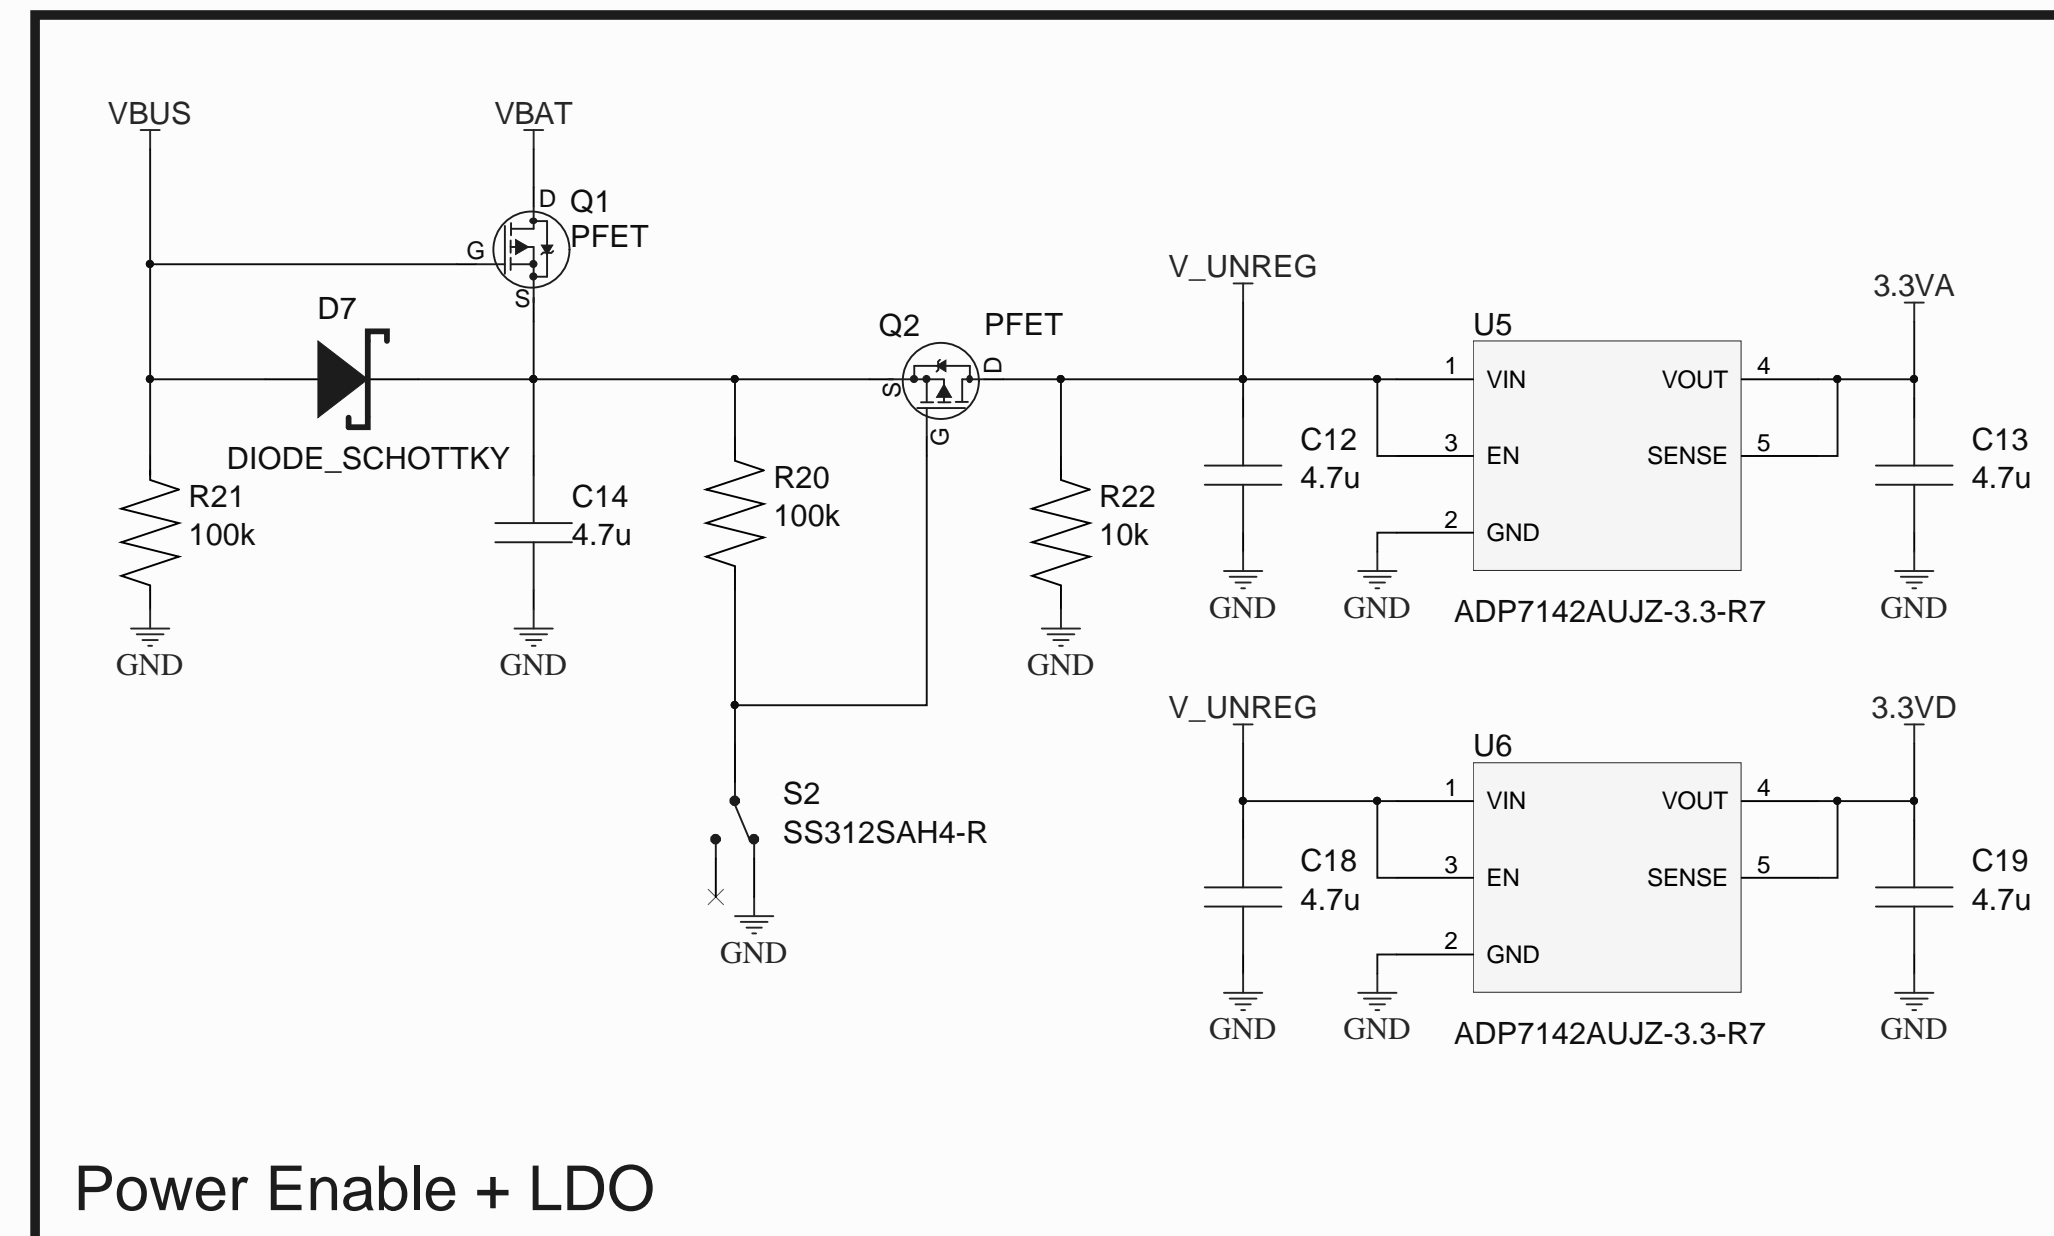 VBUS
VBAT
D
Q1
PFET
G
S
D7
DIODE_SCHOTTKY
R21
100k
GND
C14
4.7u
GND
R20
100k
Q2
PFET
S
D
G
R22
10k
GND
S2
SS312SAH4-R
GND
V_UNREG
C12
4.7u
GND
U5
1 VIN
3 EN
2 GND
VOUT 4
SENSE 5
GND
ADP7142AUJZ-3.3-R7
3.3VA
C13
4.7u
GND
V_UNREG
C18
4.7u
GND
U6
1 VIN
3 EN
2 GND
VOUT 4
SENSE 5
GND
ADP7142AUJZ-3.3-R7
3.3VD
C19
4.7u
GND
Power Enable + LDO